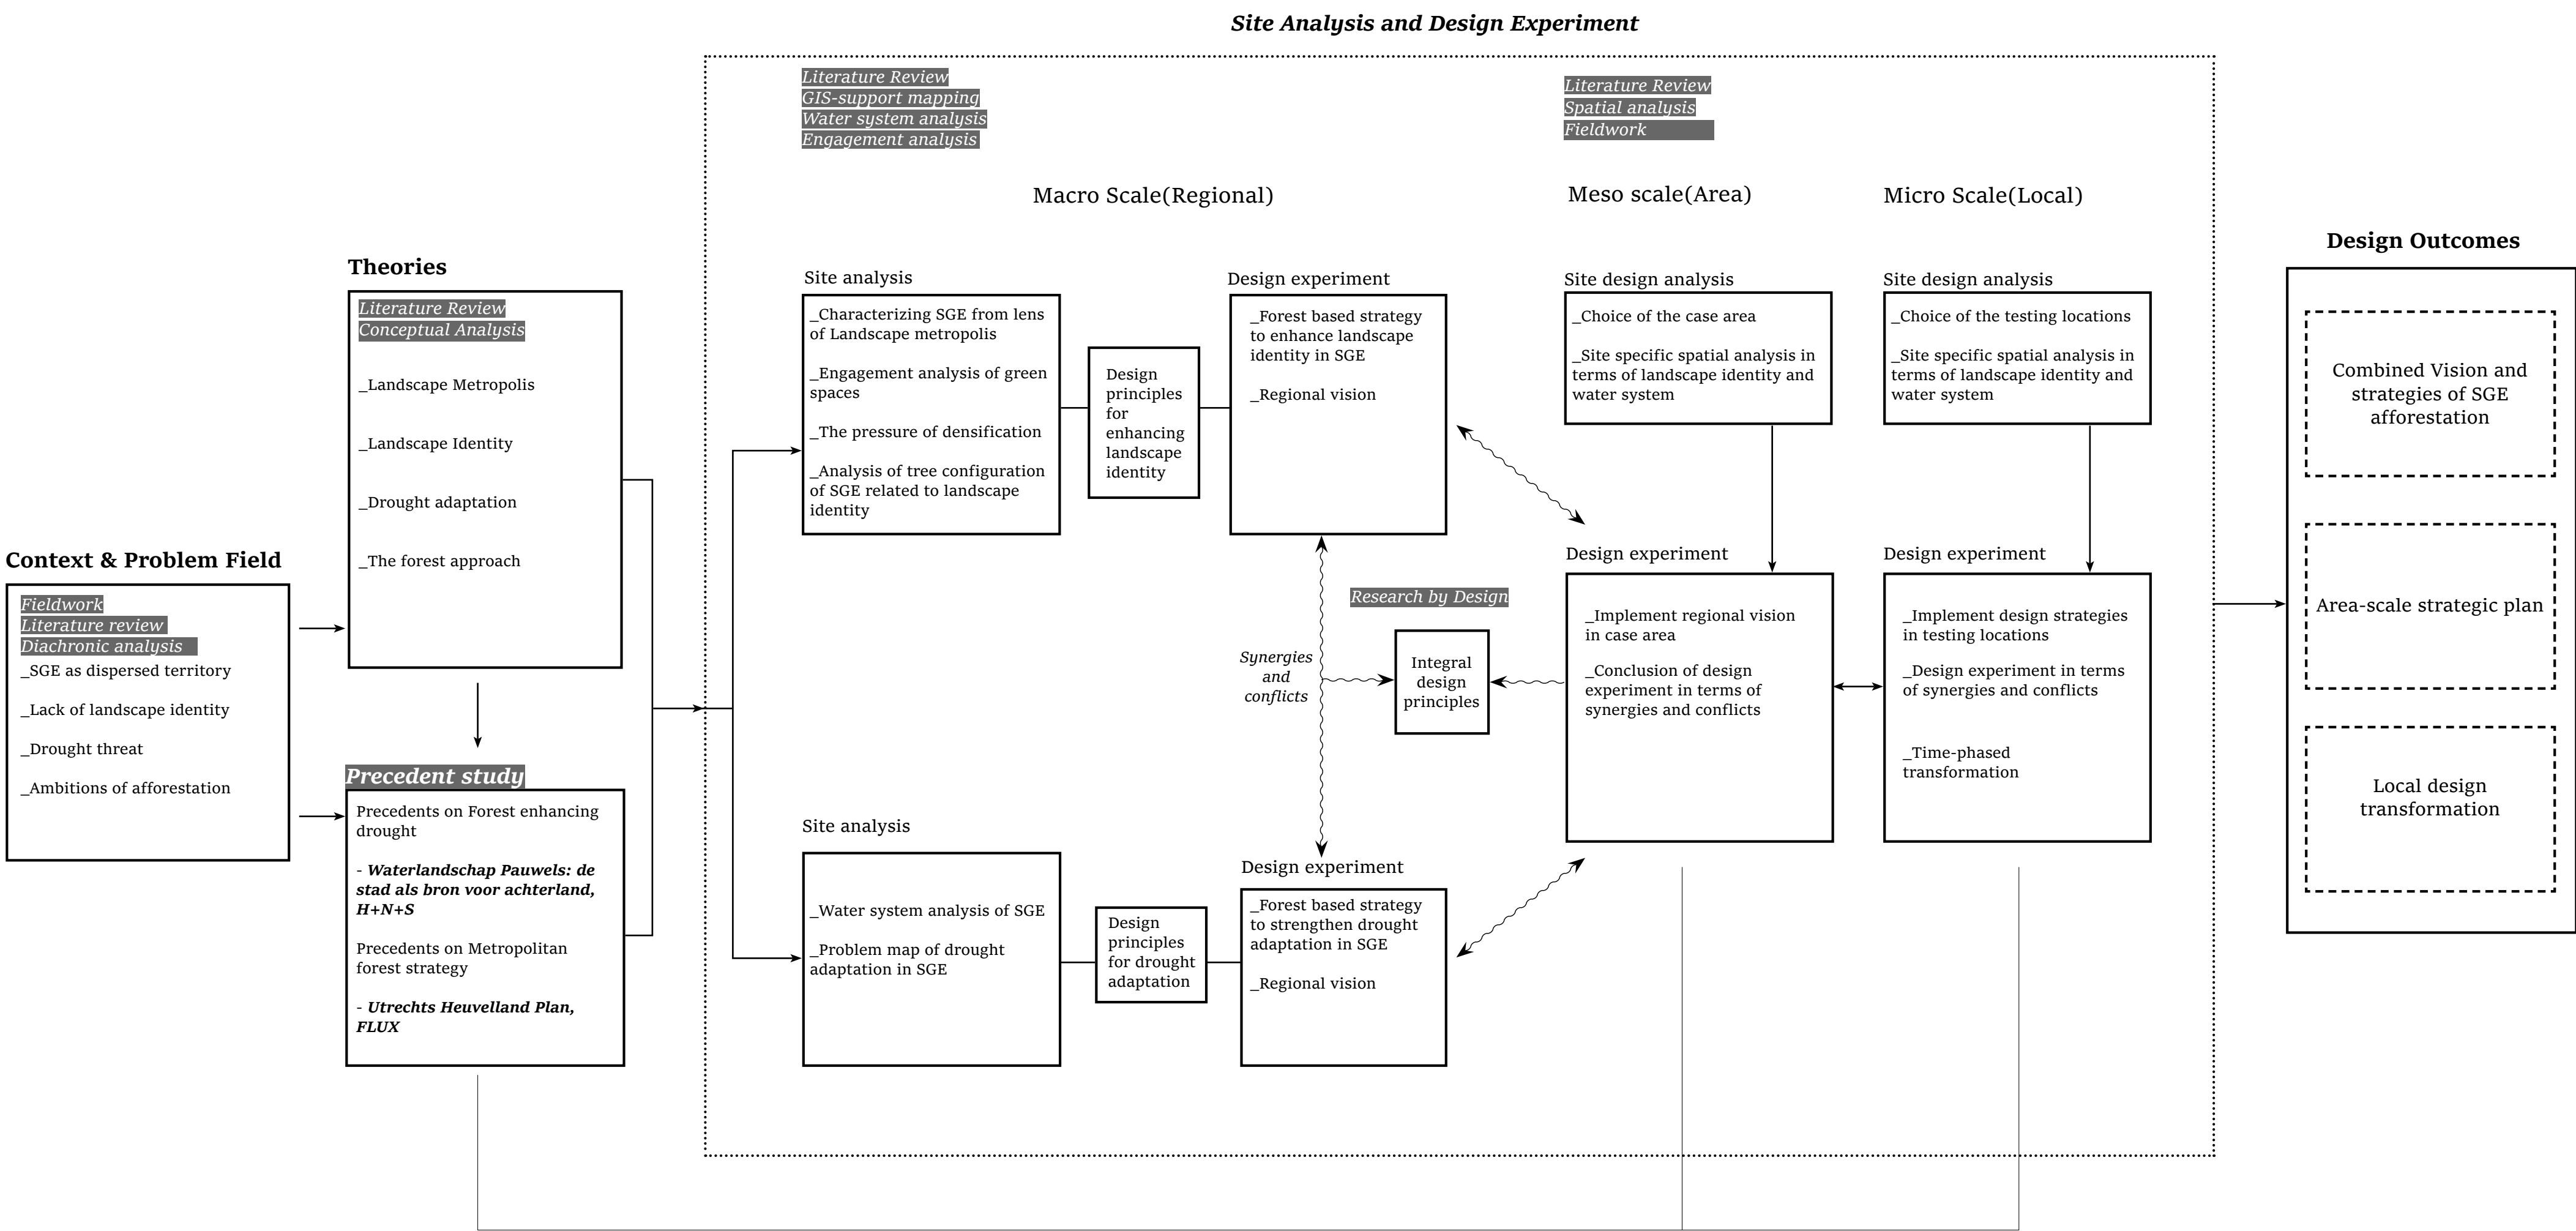 Site Analysis and Design Experiment
Context & Problem Field
Fieldwork
Literature review
Diachronic analysis
_SGE as dispersed territory
_Lack of landscape identity
_Drought threat
_Ambitions of afforestation
Theories
Literature Review
Conceptual Analysis
_Landscape Metropolis
_Landscape Identity
_Drought adaptation
_The forest approach
Precedent study
Precedents on Forest enhancing
drought
- Waterlandschap Pauwels: de
stad als bron voor achterland,
H+N+S
Precedents on Metropolitan
forest strategy
- Utrechts Heuvelland Plan,
FLUX
Literature Review
GIS-support mapping
Water system analysis
Engagement analysis
Macro Scale(Regional)
Site analysis
_Characterizing SGE from lens
of Landscape metropolis
_Engagement analysis of green
spaces
_The pressure of densification
_Analysis of tree configuration
of SGE related to landscape
identity
Design
principles
for
enhancing
landscape
identity
Design experiment
_Forest based strategy
to enhance landscape
identity in SGE
_Regional vision
Synergies
and
conflicts
Research by Design
Integral
design
principles
Site analysis
_Water system analysis of SGE
_Problem map of drought
adaptation in SGE
Design
principles
for drought
adaptation
Design experiment
_Forest based strategy
to strengthen drought
adaptation in SGE
_Regional vision
Literature Review
Spatial analysis
Fieldwork
Meso scale(Area)
Site design analysis
_Choice of the case area
_Site specific spatial analysis in
terms of landscape identity and
water system
Design experiment
_Implement regional vision
in case area
_Conclusion of design
experiment in terms of
synergies and conflicts
Micro Scale(Local)
Site design analysis
_Choice of the testing locations
_Site specific spatial analysis in
terms of landscape identity and
water system
Design experiment
_Implement design strategies
in testing locations
_Design experiment in terms
of synergies and conflicts
_Time-phased
transformation
Design Outcomes
Combined Vision and
strategies of SGE
afforestation
Area-scale strategic plan
Local design
transformation